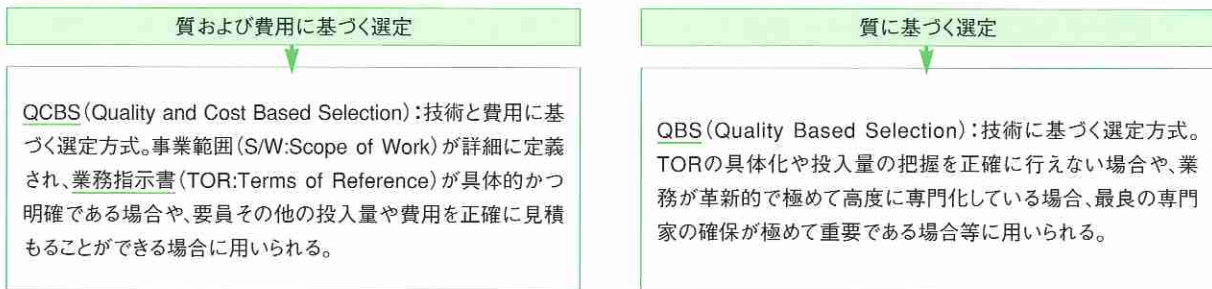 質および費用に基づく選定
QCBS(Quality and Cost Based Selection):技術と費用に基
づく選定方式。事業範囲(S/W:Scope of Work)が詳細に定義
され、業務指示書(TOR:Terms of Reference)が具体的かつ
明確である場合や、要員その他の投入量や費用を正確に見積
もることができる場合に用いられる。
質に基づく選定
QBS(Quality Based Selection):技術に基づく選定方式。
TORの具体化や投入量の把握を正確に行えない場合や、業
務が革新的で極めて高度に専門化している場合、最良の専門
家の確保が極めて重要である場合等に用いられる。